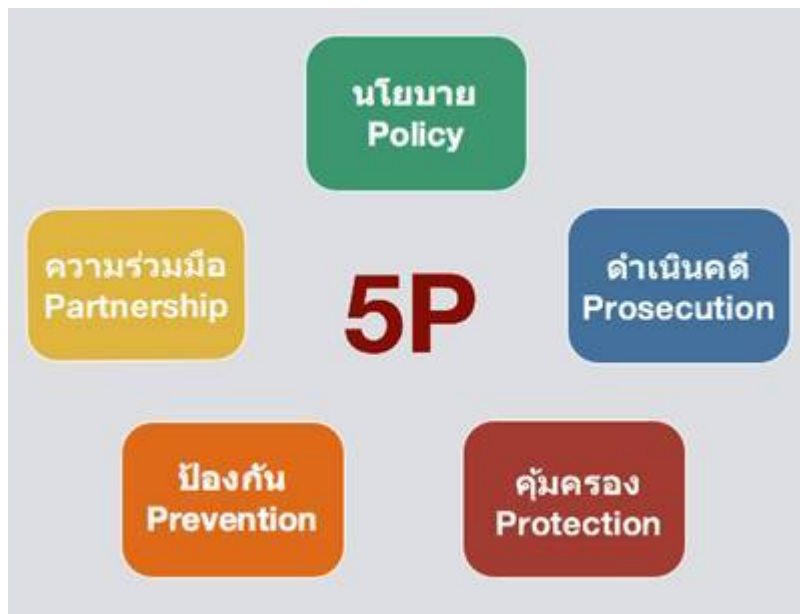 นโยบาย
Policy
ความร่วมมือ
Partnership
5P
ดำเนินคดี
Prosecution
ป้องกัน
Prevention
คุ้มครอง
Protection